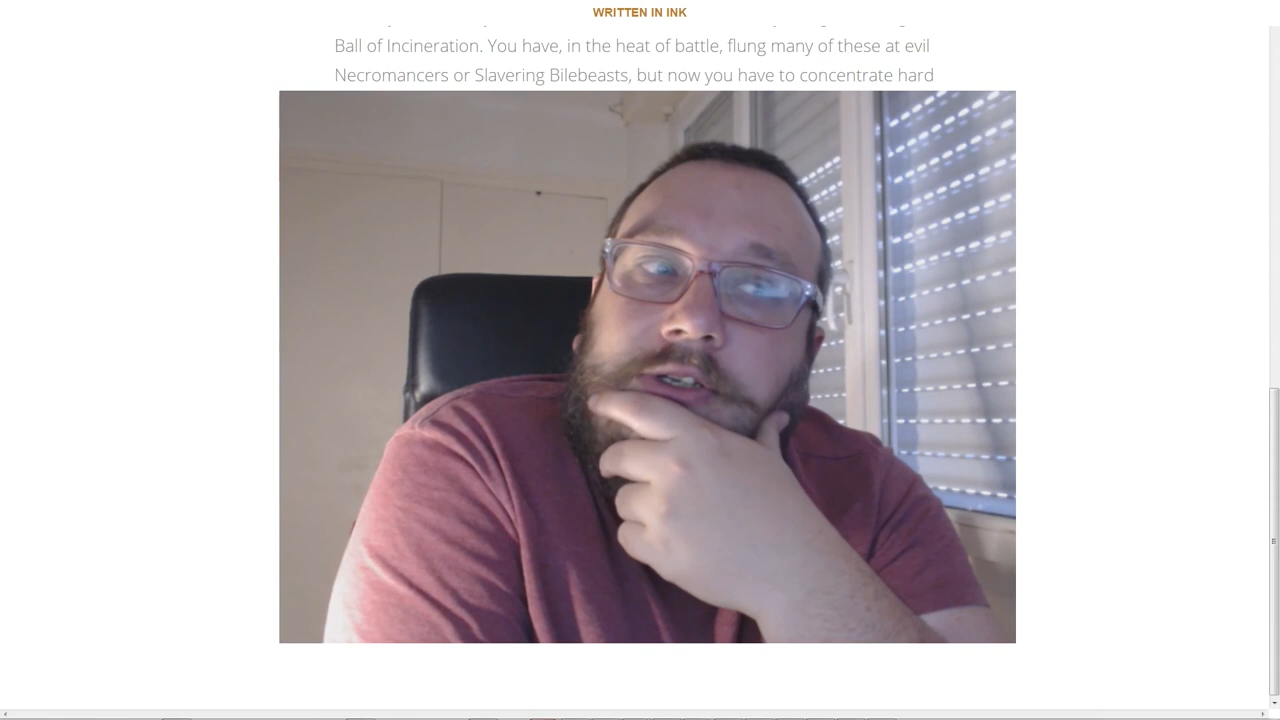 WRITTEN IN INK
Ball of Incineration. You have, in the heat of battle, flung many of these at evil
Necromancers or Slavering Bilebeasts, but now you have to concentrate hard